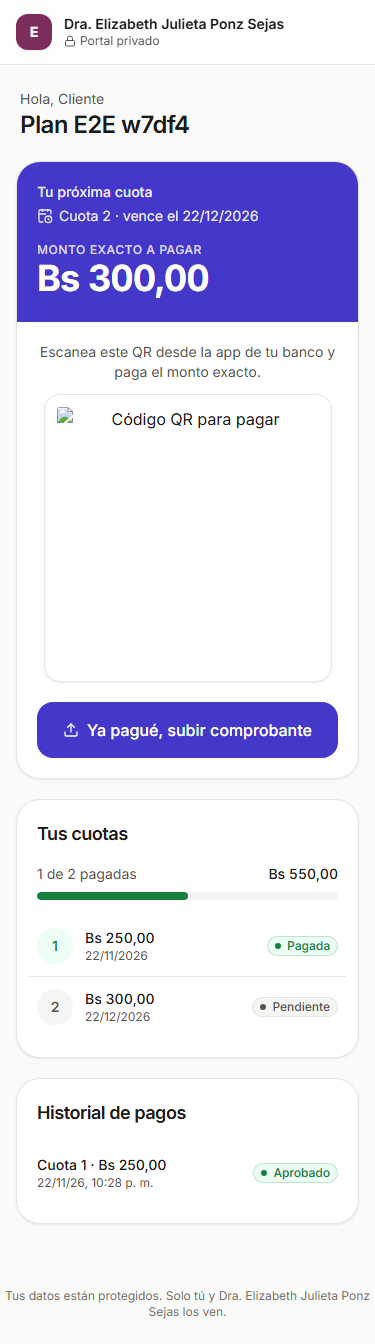 E
Dra. Elizabeth Julieta Ponz Sejas
Portal privado
Hola, Cliente
Plan E2E w7df4
Tu próxima cuota
Cuota 2 · vence el 22/12/2026
MONTO EXACTO A PAGAR
Bs 300,00
Escanea este QR desde la app de tu banco y
paga el monto exacto.
Código QR para pagar
Ya pagué, subir comprobante
Tus cuotas
1 de 2 pagadas Bs 550,00
1 Bs 250,00 Pagada
22/11/2026
2 Bs 300,00 Pendiente
22/12/2026
Historial de pagos
Cuota 1 · Bs 250,00 Aprobado
22/11/26, 10:28 p. m.
Tus datos están protegidos. Solo tú y Dra. Elizabeth Julieta Ponz
Sejas los ven.